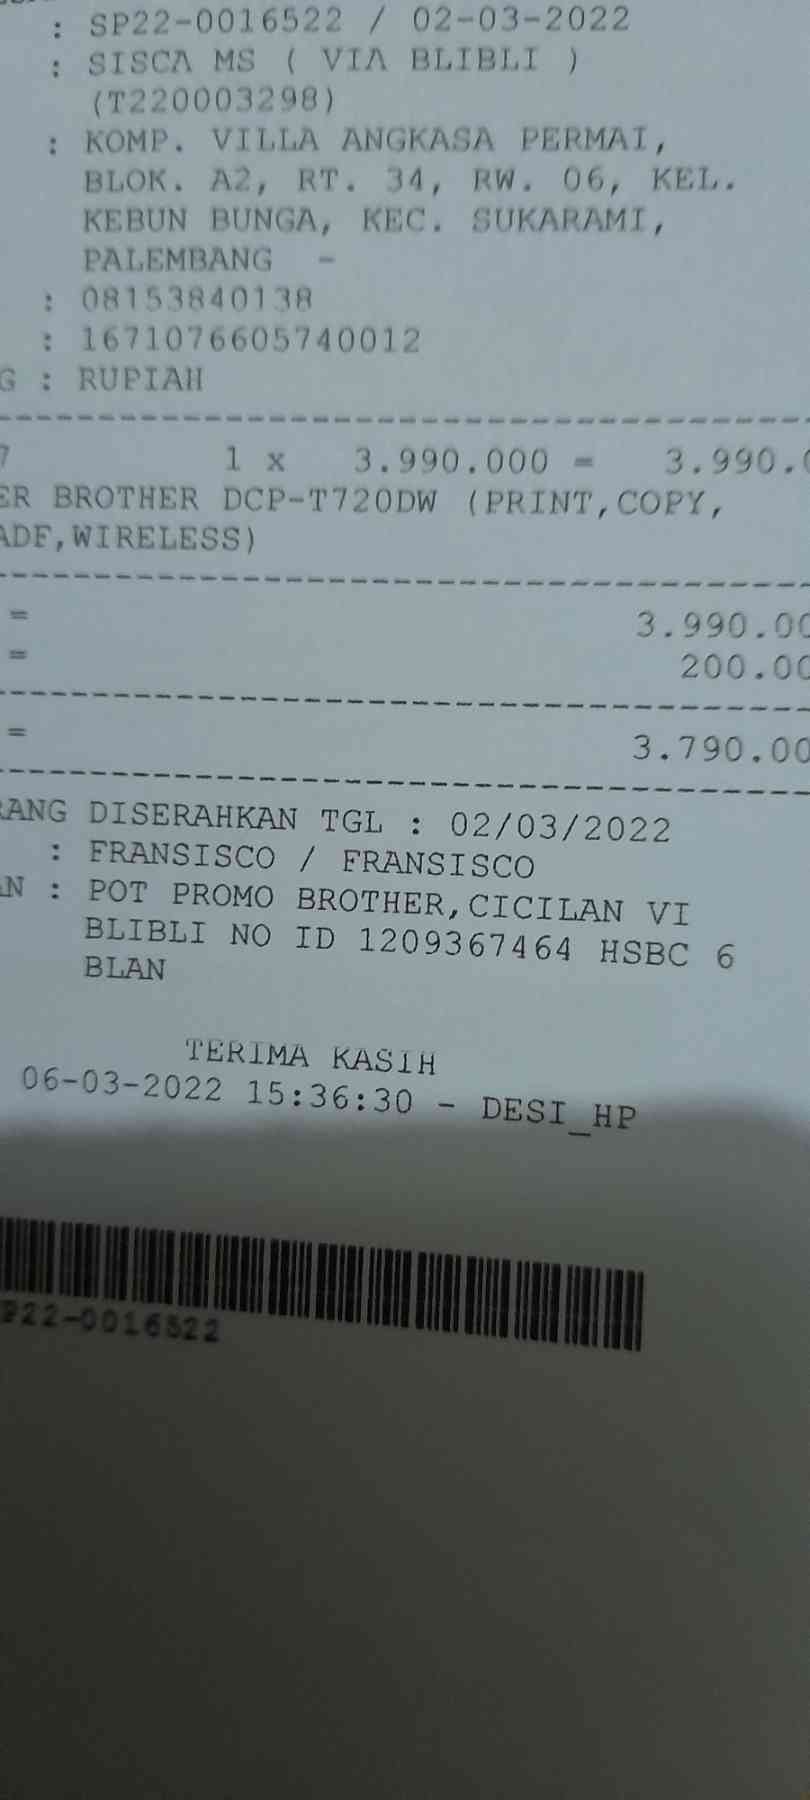 : SP22-0016522 / 02-03-2022
: SISCA MS ( VIA BLIBLI )
(T220003298)
: KOMP. VILLA ANGKASA PERMAI,
BLOK. A2, RT. 34, RW. 06, KEL.
KEBUN BUNGA, KEC. SUKARAMI,
PALEMBANG -
: 08153840138
: 1671076605740012
G : RUPIAH
7 1 x 3.990.000 = 3.990.0
ER BROTHER DCP-T720DW (PRINT,COPY,
ADF,WIRELESS)
= 3.990.00
= 200.00
= 3.790.00
RANG DISERAHKAN TGL : 02/03/2022
: FRANSISCO / FRANSISCO
AN : POT PROMO BROTHER,CICILAN VI
BLIBLI NO ID 1209367464 HSBC 6
BLAN
TERIMA KASIH
06-03-2022 15:36:30 - DESI_HP
P22-0016522